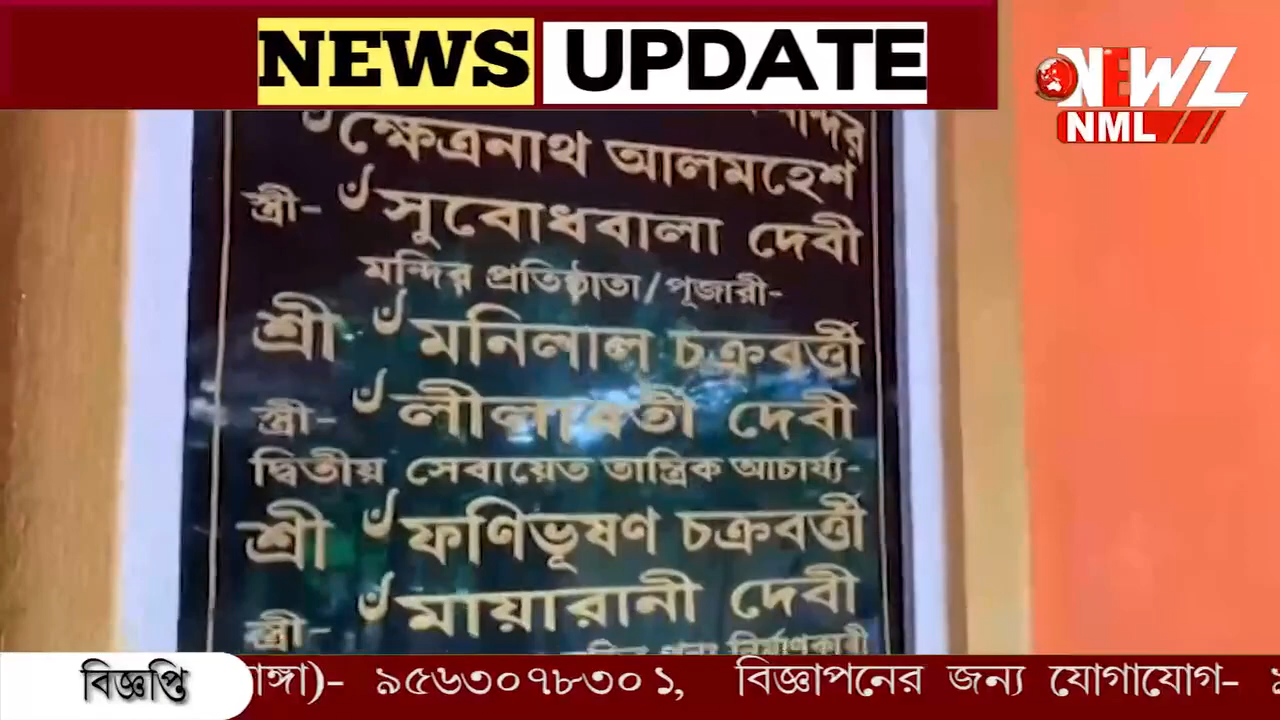 NEWS UPDATE
NEWZ
NML
ঁক্ষেত্রনাথ আলমহেশ
স্ত্রী- ঁসুবোধবালা দেবী
মন্দির প্রতিষ্ঠাতা/পূজারী-
শ্রী ঁমনিলাল চক্রবর্ত্তী
স্ত্রী- ঁলীলাবতী দেবী
দ্বিতীয় সেবায়েত তান্ত্রিক আচার্য্য-
শ্রী ঁফণিভূষণ চক্রবর্ত্তী
স্ত্রী- ঁমায়ারানী দেবী
বিজ্ঞপ্তি
ঙ্গা)- ৯৫৬৩০৭৮৩০১, বিজ্ঞাপনের জন্য যোগাযোগ-